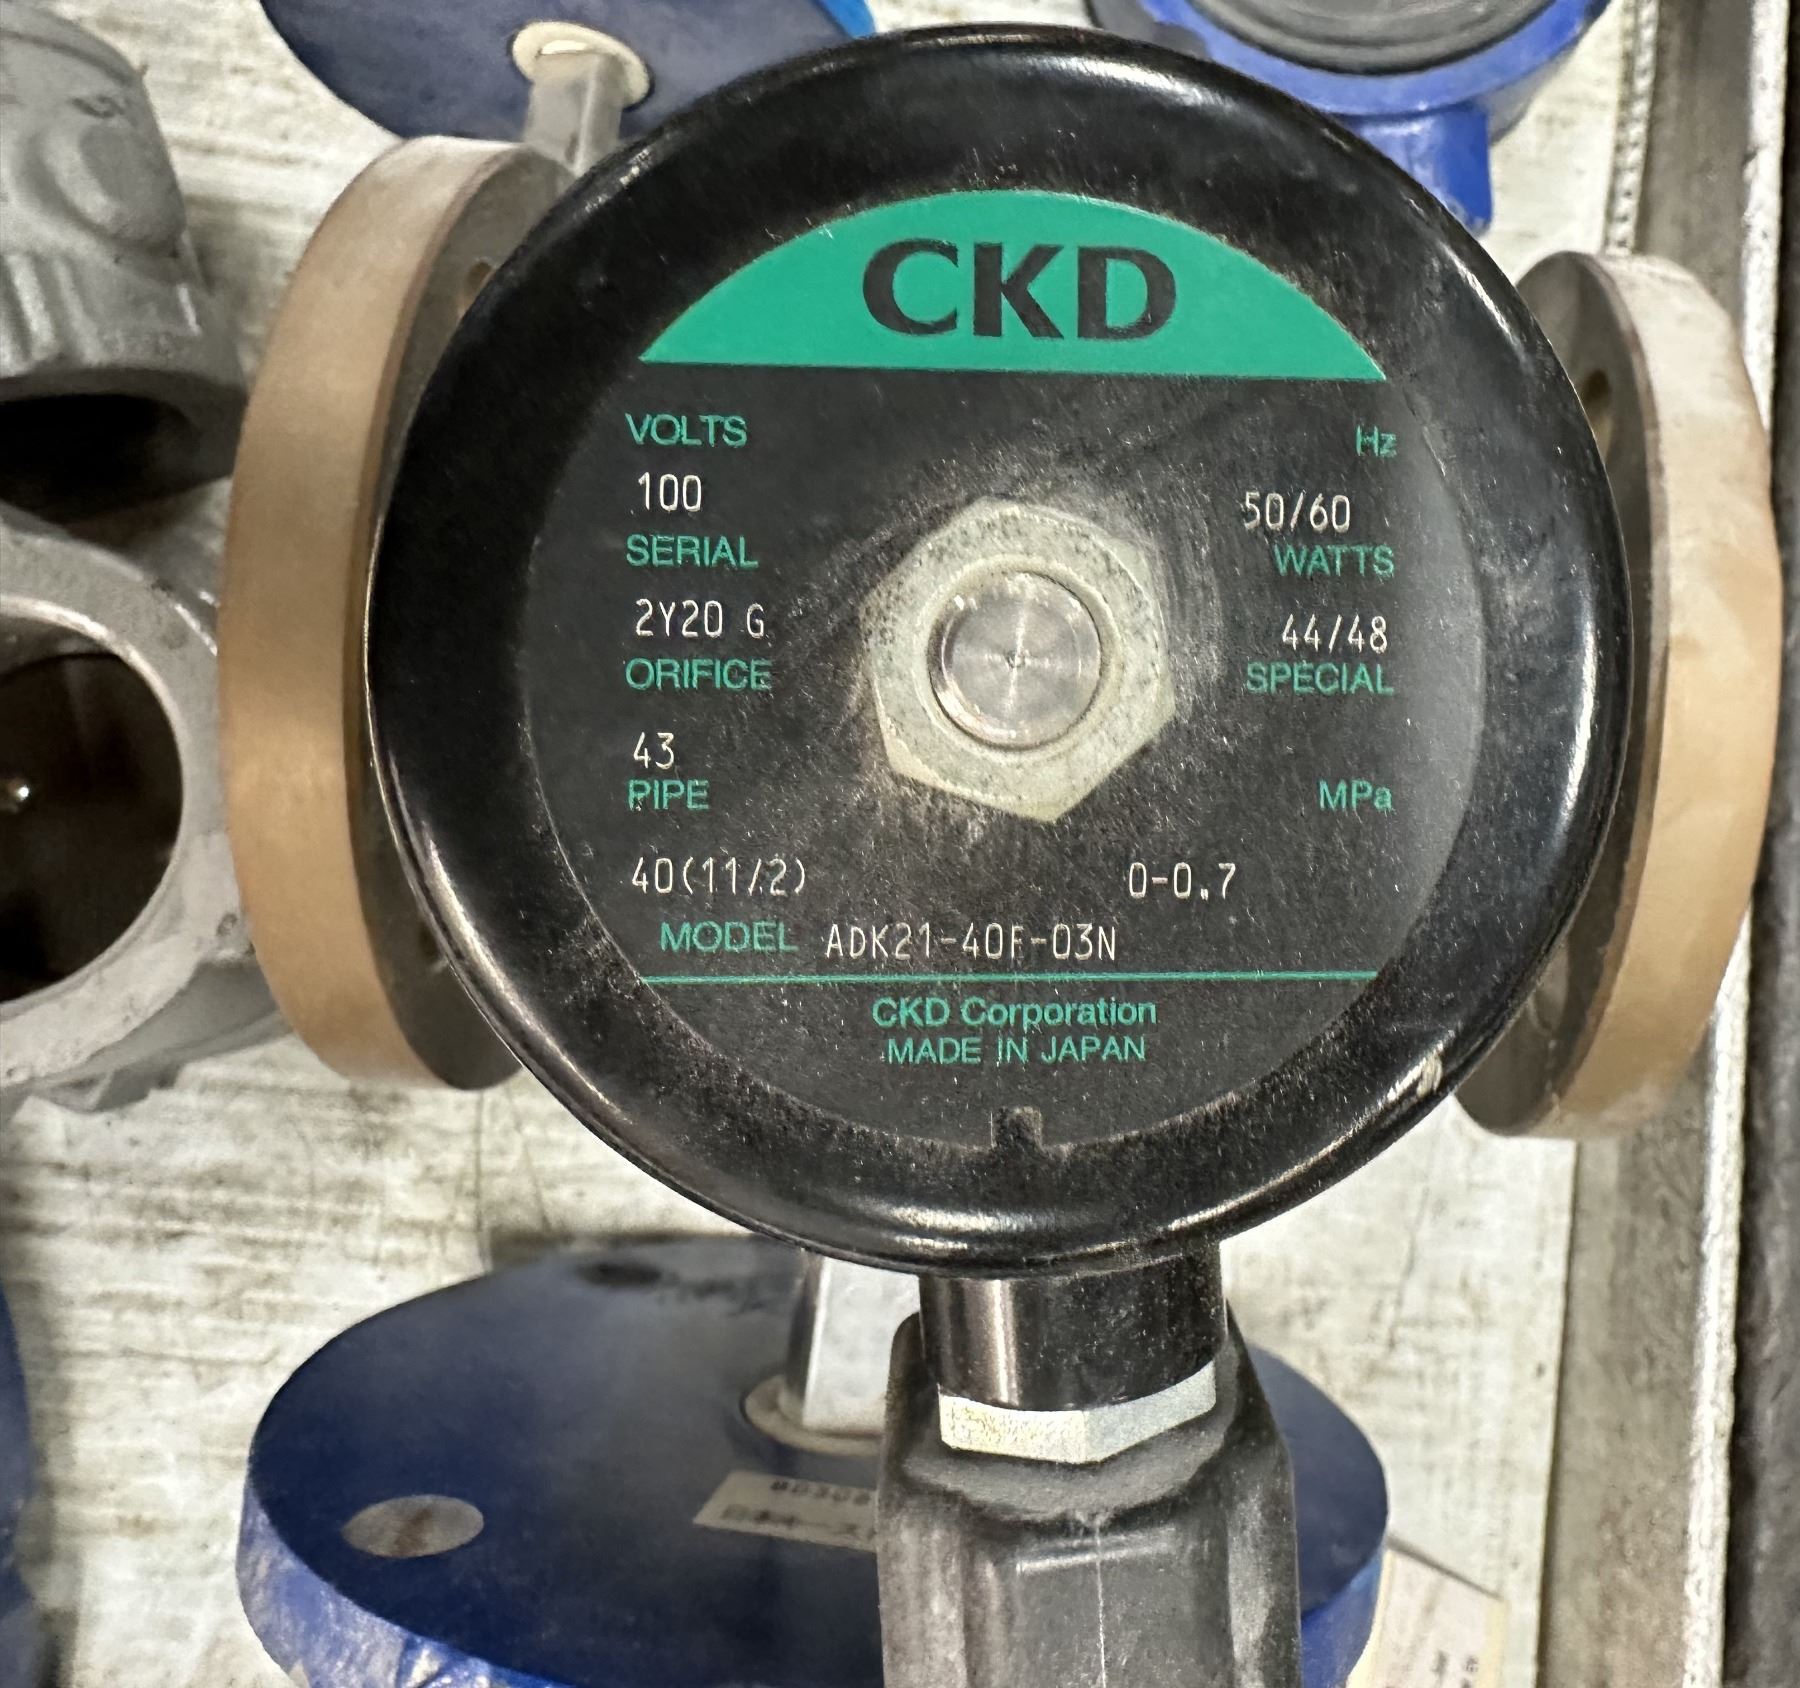 CKD
VOLTS Hz
100 50/60
SERIAL WATTS
2Y20 G 44/48
ORIFICE SPECIAL
43
PIPE MPa
40(11/2) 0-0.7
MODEL ADK21-40F-03N
CKD Corporation
MADE IN JAPAN